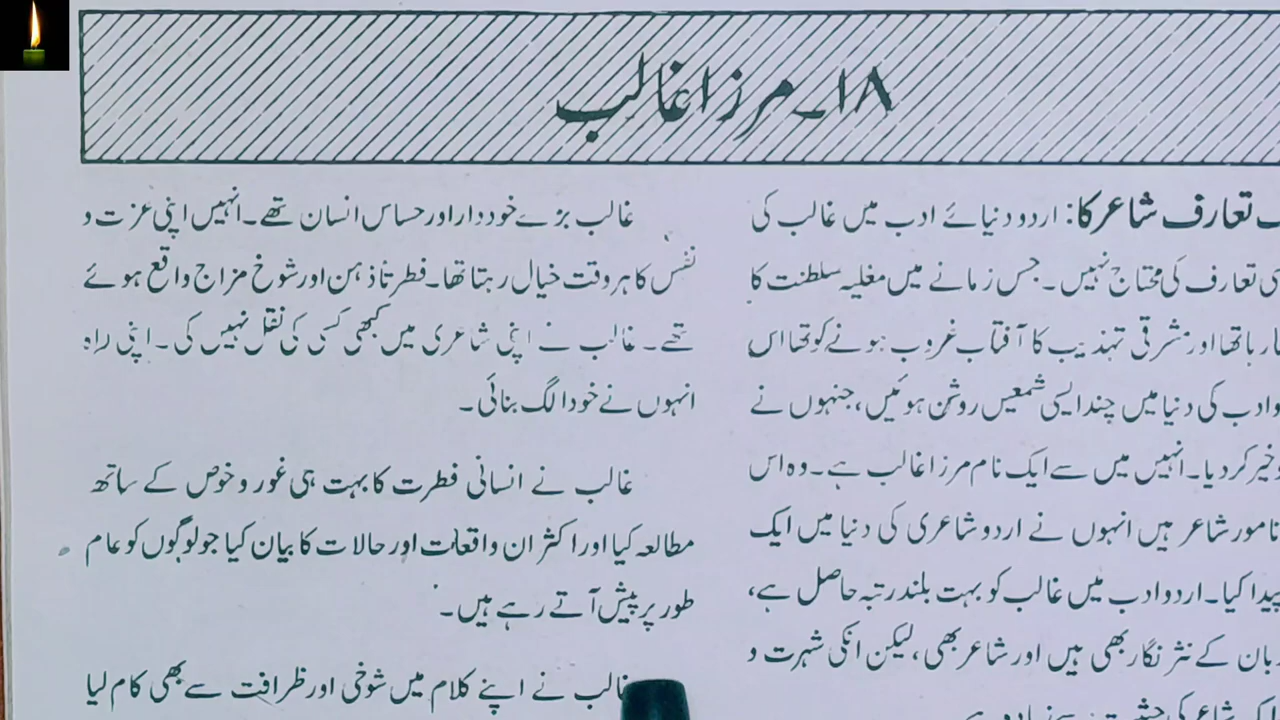 ۱۸۔مرزا غالب
تعارف شاعر کا: اردو دنیائے ادب میں غالب کی
تعارف کی محتاج نہیں۔ جس زمانے میں مغلیہ سلطنت کا
رہا تھا اور مشرقی تہذیب کا آفتاب غروب ہونے کو تھا اس
ادب کی دنیا میں چند ایسی شمعیں روشن ہوئیں، جنہوں نے
خیر کر دیا۔ انہیں میں سے ایک نام مرزا غالب ہے۔ وہ اس
نامور شاعر ہیں انہوں نے اردو شاعری کی دنیا میں ایک
پیدا کیا۔ اردو ادب میں غالب کو بہت بلند رتبہ حاصل ہے،
کے نثر نگار بھی ہیں اور شاعر بھی، لیکن انکی شہرت و
غالب بڑے خوددار اور حساس انسان تھے۔ انہیں اپنی عزت و
نفس کا ہر وقت خیال رہتا تھا۔ فطرتاً ذہن اور شوخ مزاج واقع ہوئے
تھے۔ غالب نے اپنی شاعری میں کبھی کسی کی نقل نہیں کی۔ اپنی راہ
انہوں نے خود الگ بنائی۔
غالب نے انسانی فطرت کا بہت ہی غور و خوص کے ساتھ
مطالعہ کیا اور اکثر ان واقعات اور حالات کا بیان کیا جو لوگوں کو عام
طور پر پیش آتے رہے ہیں۔
غالب نے اپنے کلام میں شوخی اور ظرافت سے بھی کام لیا